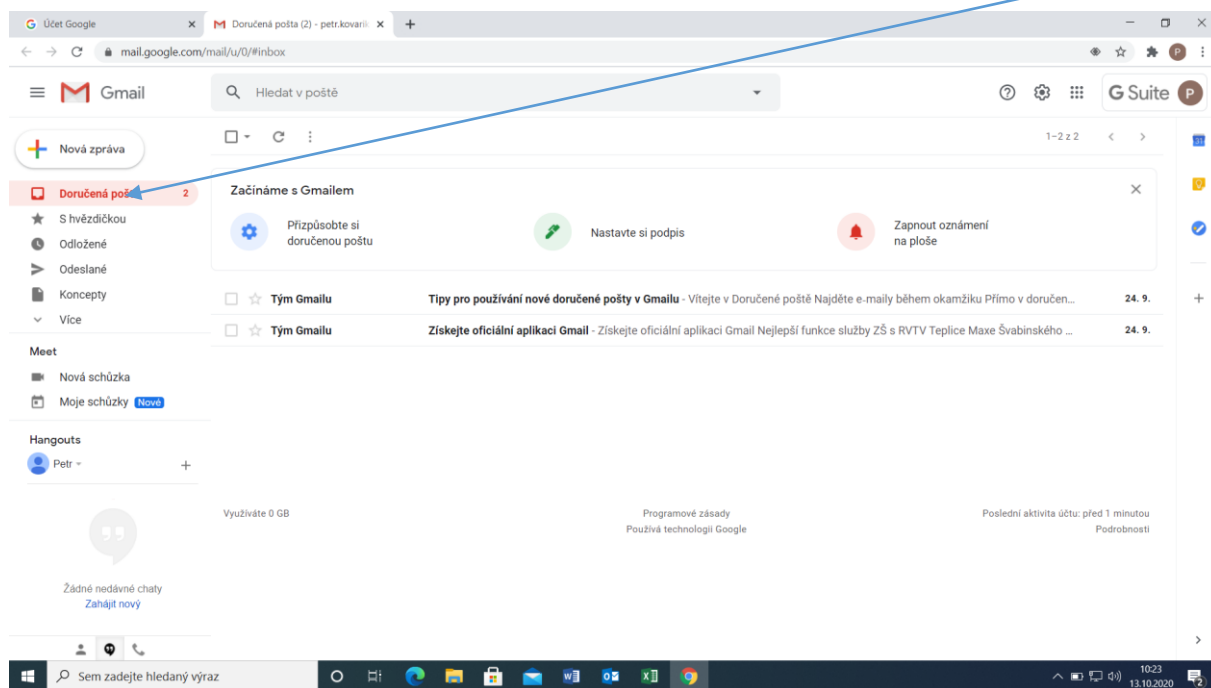 Účet Google
Doručená pošta (2) - petr.kovarik
mail.google.com/mail/u/0/#inbox
P
Gmail
Hledat v poště
G Suite
P
Nová zpráva
1–2 z 2
31
Doručená pošta 2
S hvězdičkou
Odložené
Odeslané
Koncepty
Více
Začínáme s Gmailem
Přizpůsobte si
doručenou poštu
Nastavte si podpis
Zapnout oznámení
na ploše
Tým Gmailu Tipy pro používání nové doručené pošty v Gmailu - Vítejte v Doručené poště Najděte e-maily během okamžiku Přímo v doručen... 24. 9.
Tým Gmailu Získejte oficiální aplikaci Gmail - Získejte oficiální aplikaci Gmail Nejlepší funkce služby ZŠ s RVTV Teplice Maxe Švabinského ... 24. 9.
Meet
Nová schůzka
Moje schůzky Nové
Hangouts
Petr
Žádné nedávné chaty
Zahájit nový
Využíváte 0 GB
Programové zásady
Používá technologii Google
Poslední aktivita účtu: před 1 minutou
Podrobnosti
Sem zadejte hledaný výraz
10:23
13.10.2020
2